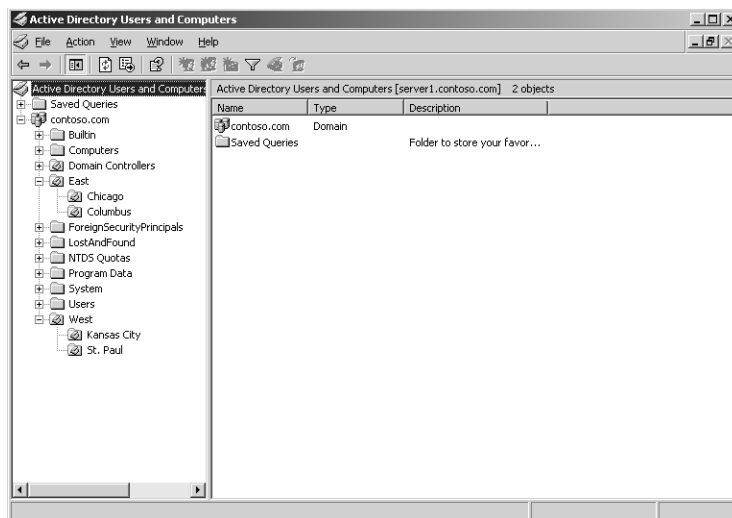 Active Directory Users and Computers
File Action View Window Help
Active Directory Users and Computers
Saved Queries
contoso.com
Builtin
Computers
Domain Controllers
East
Chicago
Columbus
ForeignSecurityPrincipals
LostAndFound
NTDS Quotas
Program Data
System
Users
West
Kansas City
St. Paul
Active Directory Users and Computers [server1.contoso.com] 2 objects
Name Type Description
contoso.com Domain
Saved Queries Folder to store your favor...